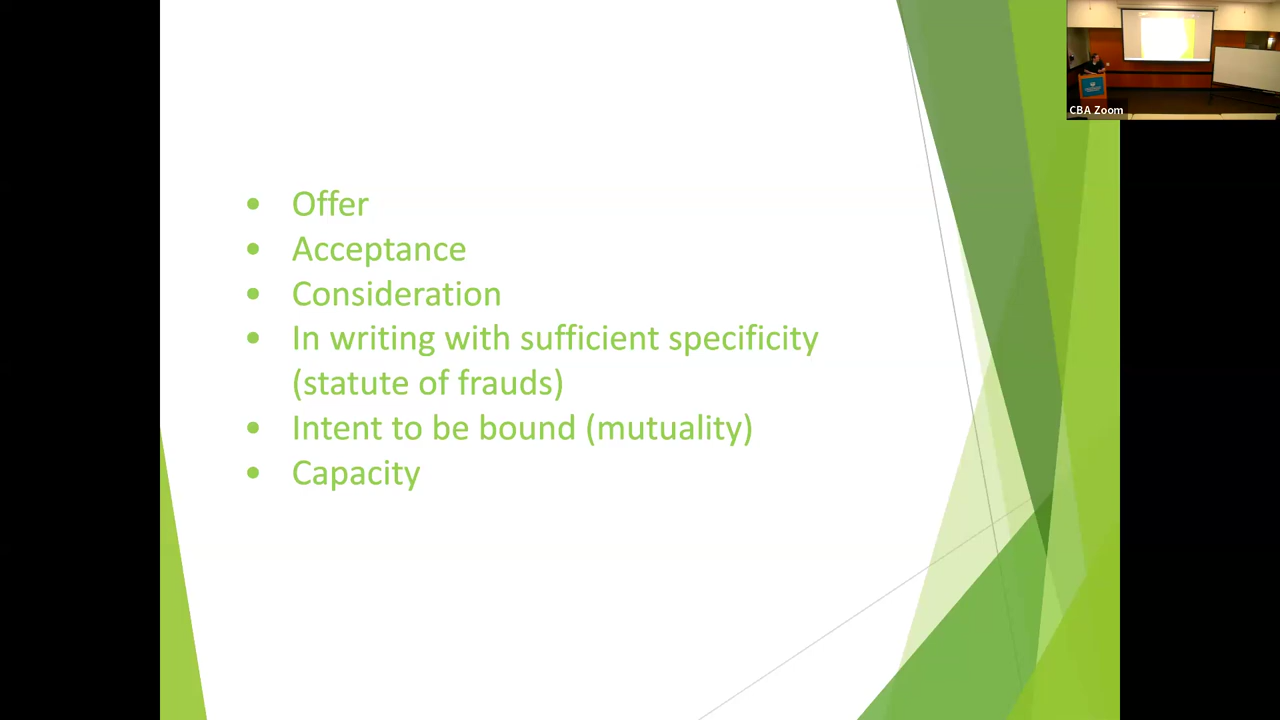 CBA Zoom
• Offer
• Acceptance
• Consideration
• In writing with sufficient specificity
(statute of frauds)
• Intent to be bound (mutuality)
• Capacity